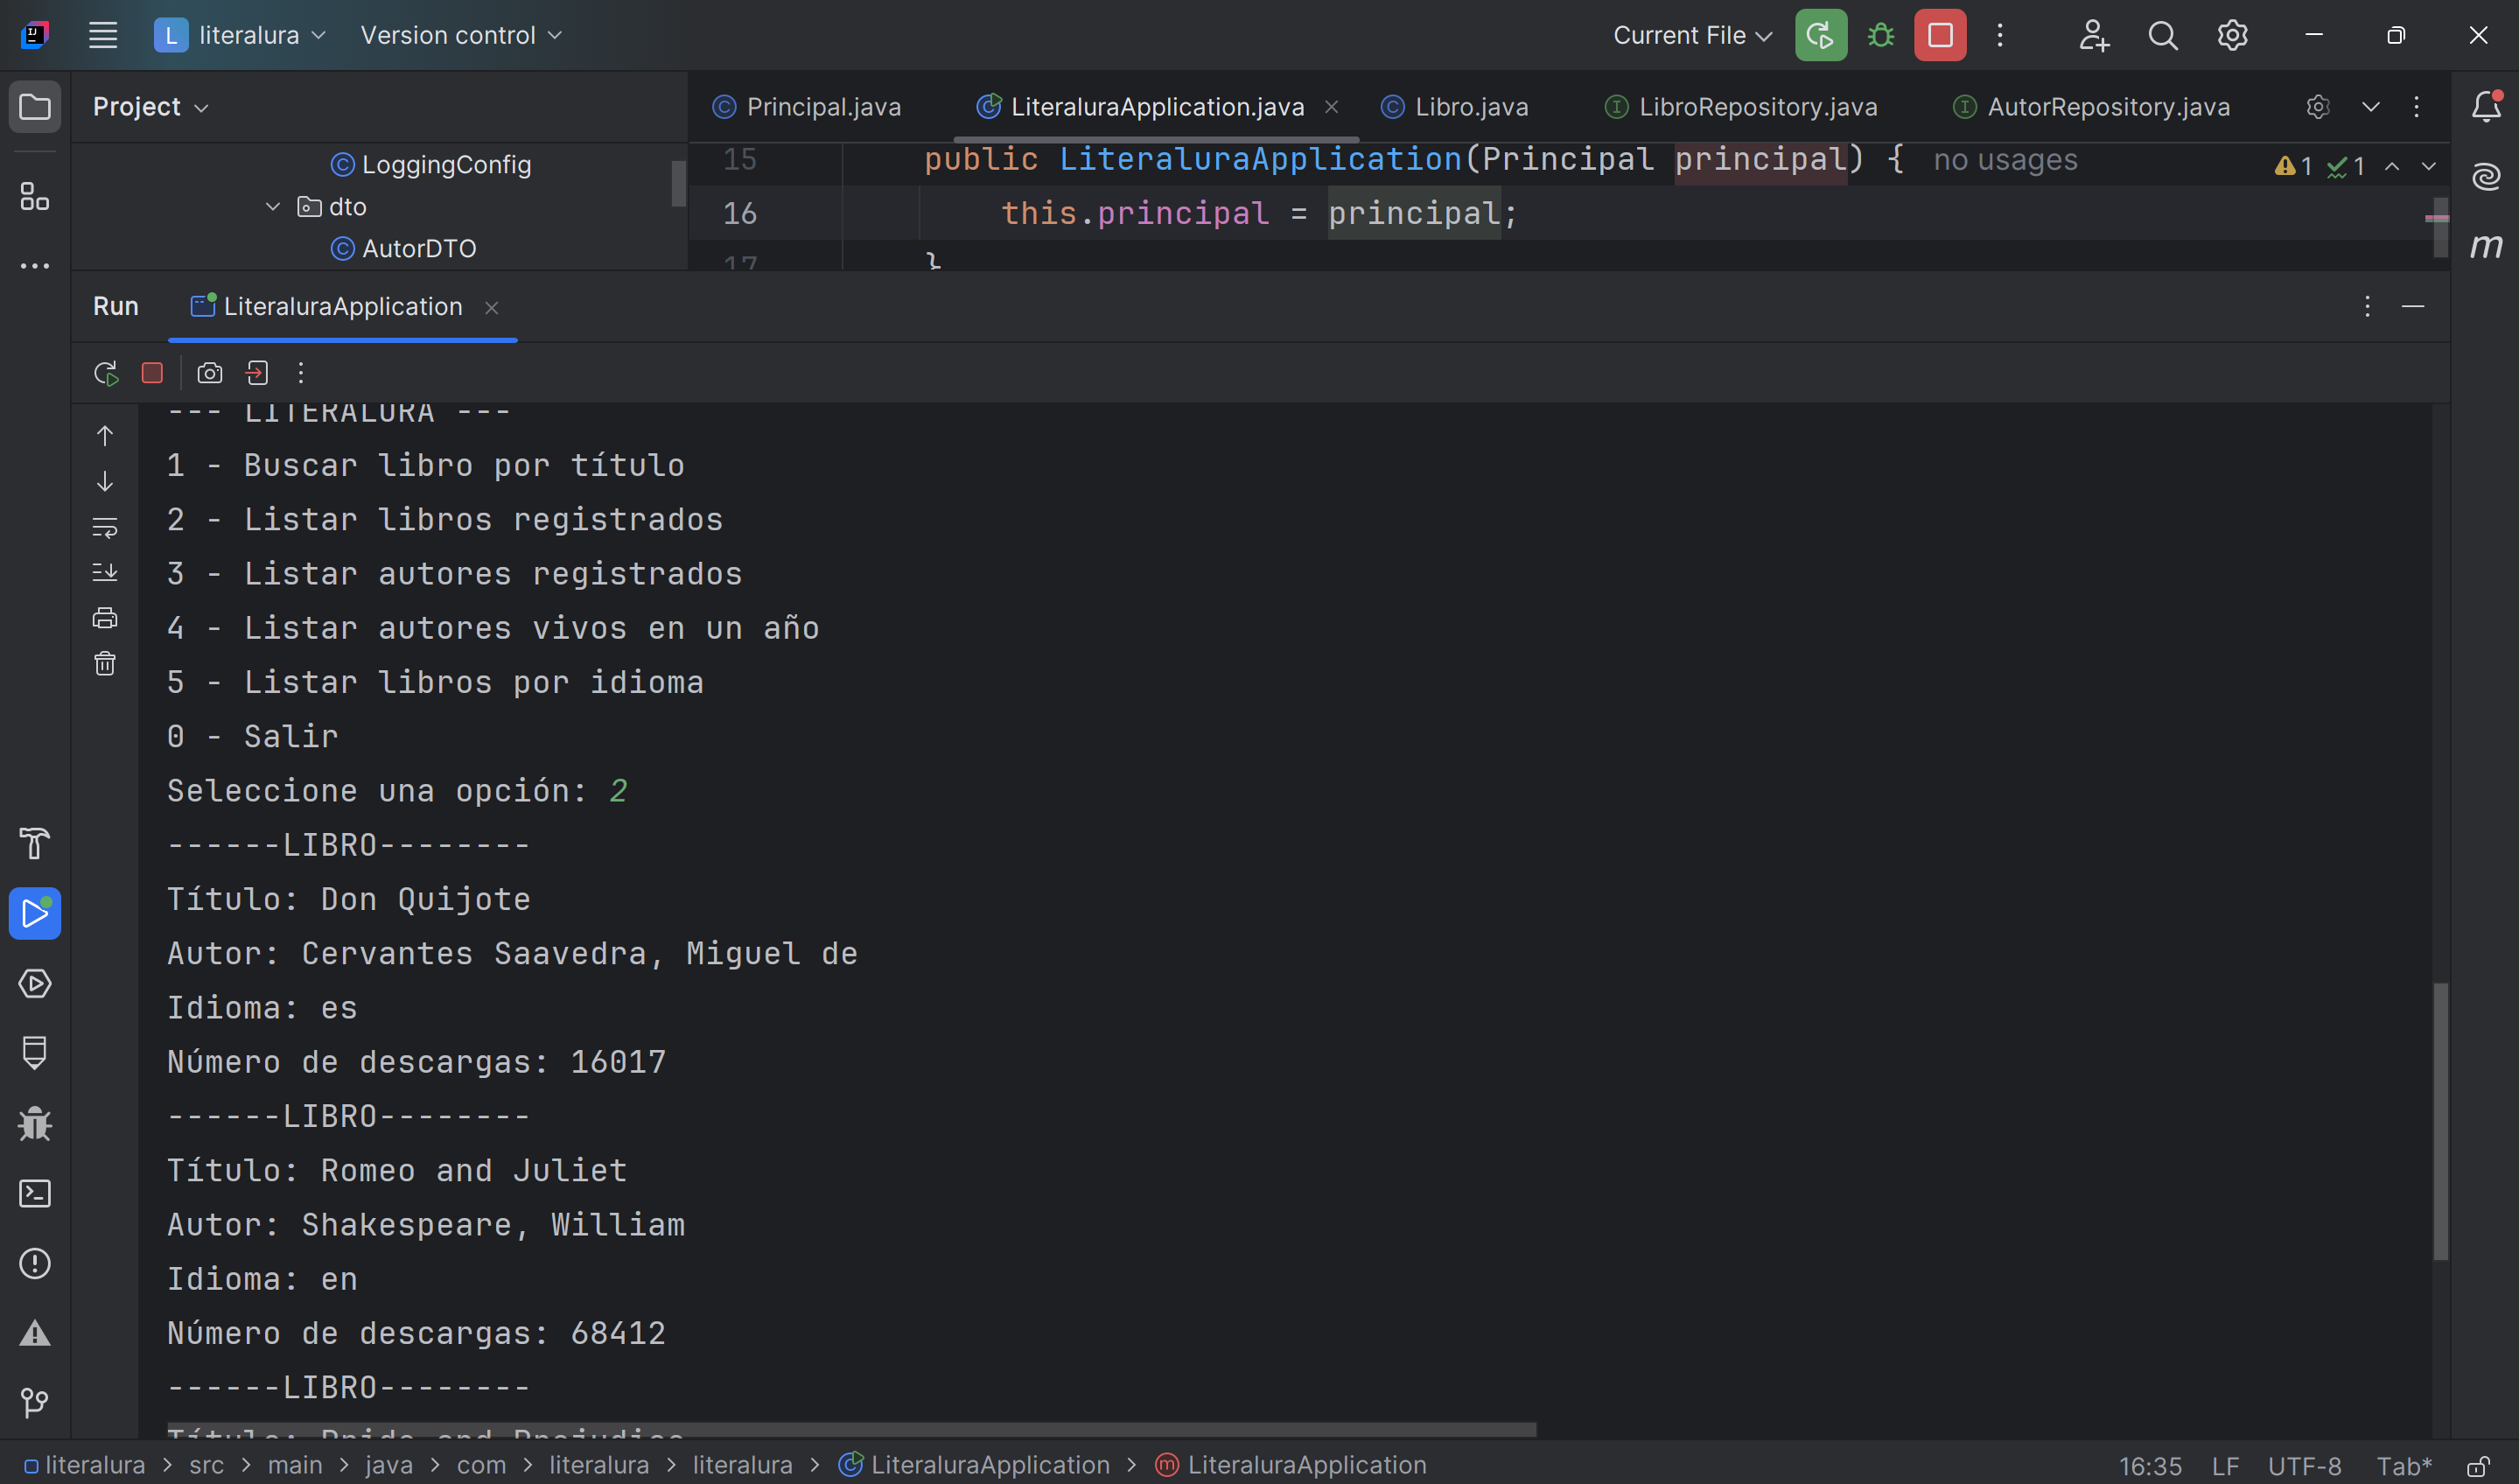 L literalura Version control Current File
Project
Principal.java LiteraluraApplication.java Libro.java LibroRepository.java AutorRepository.java
LoggingConfig
dto
AutorDTO
15 public LiteraluraApplication(Principal principal) { no usages
16 this.principal = principal;
17 }
1 1
m
Run LiteraluraApplication
--- LITERALURA ---
1 - Buscar libro por título
2 - Listar libros registrados
3 - Listar autores registrados
4 - Listar autores vivos en un año
5 - Listar libros por idioma
0 - Salir
Seleccione una opción: 2
------LIBRO--------
Título: Don Quijote
Autor: Cervantes Saavedra, Miguel de
Idioma: es
Número de descargas: 16017
------LIBRO--------
Título: Romeo and Juliet
Autor: Shakespeare, William
Idioma: en
Número de descargas: 68412
------LIBRO--------
Título: Pride and Prejudice
literalura > src > main > java > com > literalura > literalura > LiteraluraApplication > LiteraluraApplication
16:35 LF UTF-8 Tab*